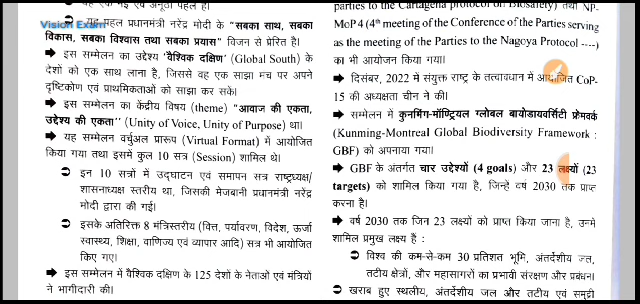 Vision Exam
यह पहल प्रधानमंत्री नरेंद्र मोदी के "सबका साथ, सबका
विकास, सबका विश्वास तथा सबका प्रयास" विजन से प्रेरित है।
➡ इस सम्मेलन का उद्देश्य 'वैश्विक दक्षिण' (Global South) के
देशों को एक साथ लाना है, जिससे वह एक साझा मंच पर अपने
दृष्टिकोण एवं प्राथमिकताओं को साझा कर सकें।
➡ इस सम्मेलन का केंद्रीय विषय (theme) "आवाज की एकता,
उद्देश्य की एकता" (Unity of Voice, Unity of Purpose) था।
➡ यह सम्मेलन वर्चुअल प्रारूप (Virtual Format) में आयोजित
किया गया तथा इसमें कुल 10 सत्र (Session) शामिल थे।
➲ इन 10 सत्रों में उद्घाटन एवं समापन सत्र राष्ट्राध्यक्ष/
शासनाध्यक्ष स्तरीय था, जिसकी मेजबानी प्रधानमंत्री नरेंद्र
मोदी द्वारा की गई।
➲ इसके अतिरिक्त 8 मंत्रिस्तरीय (वित्त, पर्यावरण, विदेश, ऊर्जा
स्वास्थ्य, शिक्षा, वाणिज्य एवं व्यापार आदि) सत्र भी आयोजित
किए गए।
➡ इस सम्मेलन में वैश्विक दक्षिण के 125 देशों के नेताओं एवं मंत्रियों
ने भागीदारी की।
parties to the Cartagena protocol on Biosafety) तथा NP-
MoP 4 (4th meeting of the Conference of the Parties serving
as the meeting of the Parties to the Nagoya Protocol ----)
का भी आयोजन किया गया।
➡ दिसंबर, 2022 में संयुक्त राष्ट्र के तत्वावधान में आयोजित CoP-
15 की अध्यक्षता चीन ने की।
➡ सम्मेलन में कुनमिंग-मॉण्ट्रियल ग्लोबल बायोडायवर्सिटी फ्रेमवर्क
(Kunming-Montreal Global Biodiversity Framework :
GBF) को अपनाया गया।
➡ GBF के अंतर्गत चार उद्देश्यों (4 goals) और 23 लक्ष्यों (23
targets) को शामिल किया गया है, जिन्हें वर्ष 2030 तक प्राप्त
करना है।
➡ वर्ष 2030 तक जिन 23 लक्ष्यों को प्राप्त किया जाना है, उनमें
शामिल प्रमुख लक्ष्य हैं :
➲ विश्व की कम-से-कम 30 प्रतिशत भूमि, अंतर्देशीय जल,
तटीय क्षेत्रों, और महासागरों का प्रभावी संरक्षण और प्रबंधन।
➲ खराब हुए स्थलीय, अंतर्देशीय जल और तटीय एवं समुद्री